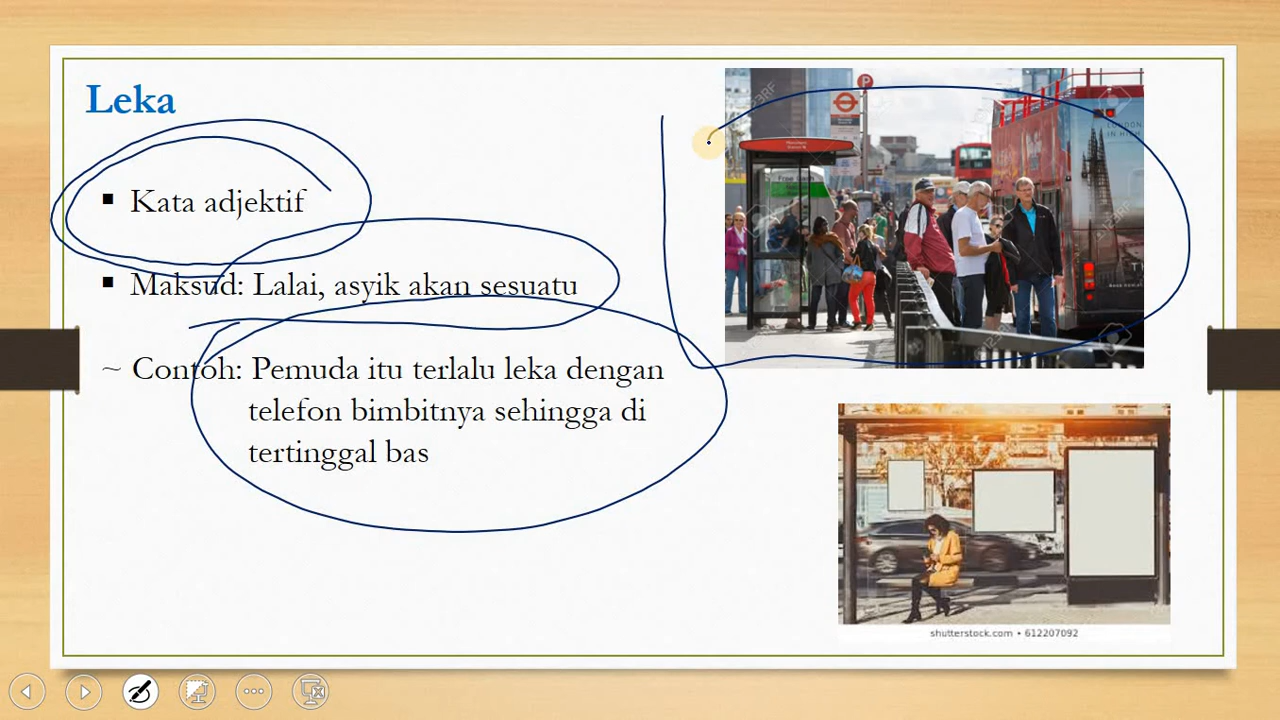 Leka
▪ Kata adjektif
▪ Maksud: Lalai, asyik akan sesuatu
~ Contoh: Pemuda itu terlalu leka dengan
telefon bimbitnya sehingga di
tertinggal bas
P
LONDON
shutterstock.com • 612207092